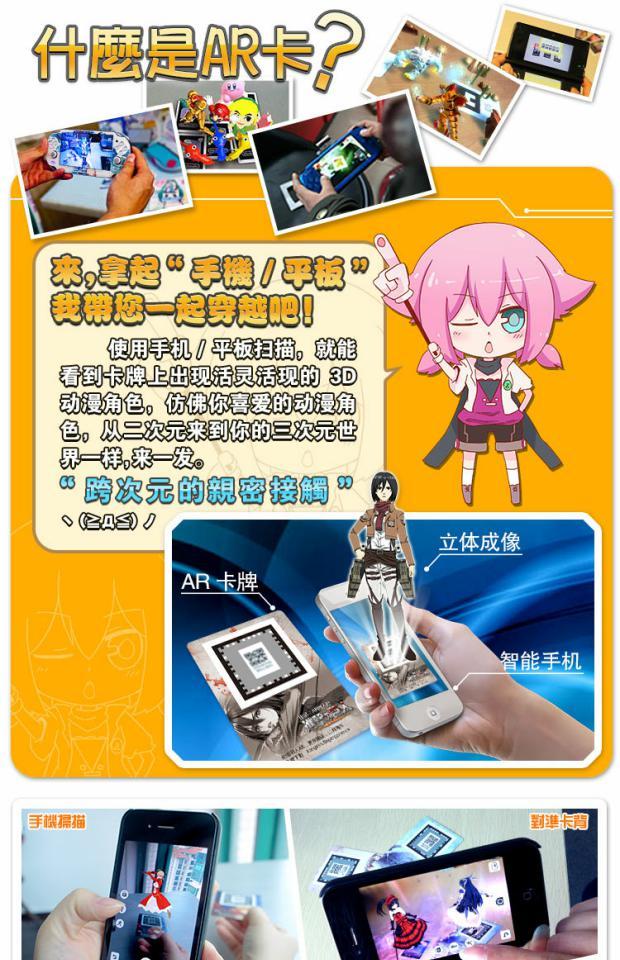 什麼是AR卡?
來,拿起“手機/平板”
我帶您一起穿越吧!
使用手机/平板扫描，就能
看到卡牌上出现活灵活现的 3D
动漫角色，仿佛你喜爱的动漫角
色，从二次元来到你的三次元世
界一样,来一发。
“跨次元的親密接觸”
ヽ(≧Д≦)ノ
立体成像
AR 卡牌
智能手机
手機掃描
對準卡背